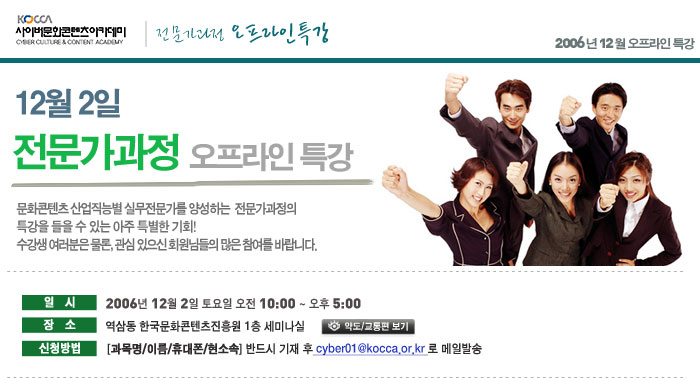 KOCCA
사이버문화콘텐츠아카데미
CYBER CULTURE & CONTENT ACADEMY
전문가과정 오프라인특강
2006년 12월 오프라인 특강
12월 2일
전문가과정 오프라인 특강
문화콘텐츠 산업직능별 실무전문가를 양성하는 전문가과정의
특강을 들을 수 있는 아주 특별한 기회!
수강생 여러분은 물론, 관심 있으신 회원님들의 많은 참여를 바랍니다.
일 시 2006년 12월 2일 토요일 오전 10:00 ~ 오후 5:00
장 소 역삼동 한국문화콘텐츠진흥원 1층 세미나실 약도/교통편 보기
신청방법 [과목명/이름/휴대폰/현소속] 반드시 기재 후 cyber01@kocca.or.kr 로 메일발송